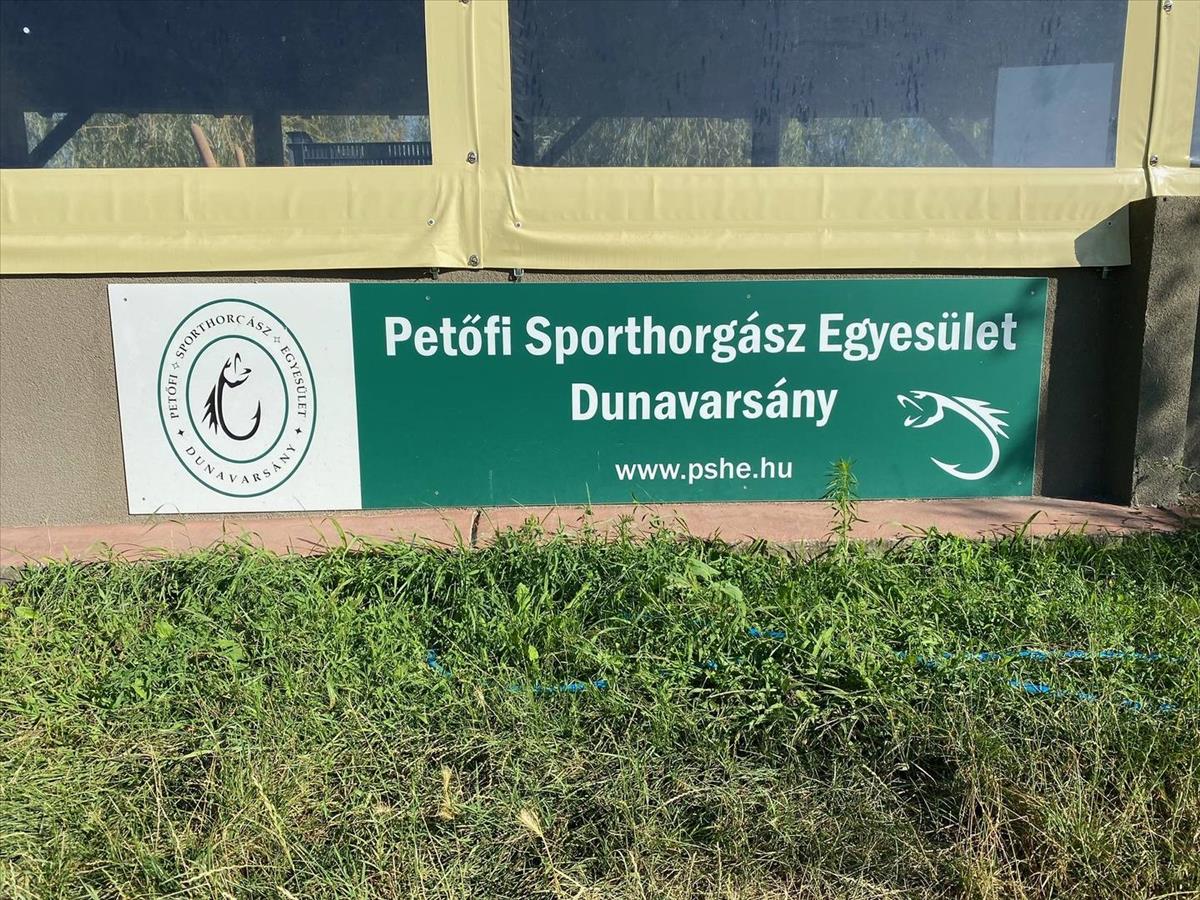 PETŐFI ✧ SPORTHORGÁSZ ✧ EGYESÜLET
✦ DUNAVARSÁNY ✦
Petőfi Sporthorgász Egyesület
Dunavarsány
www.pshe.hu